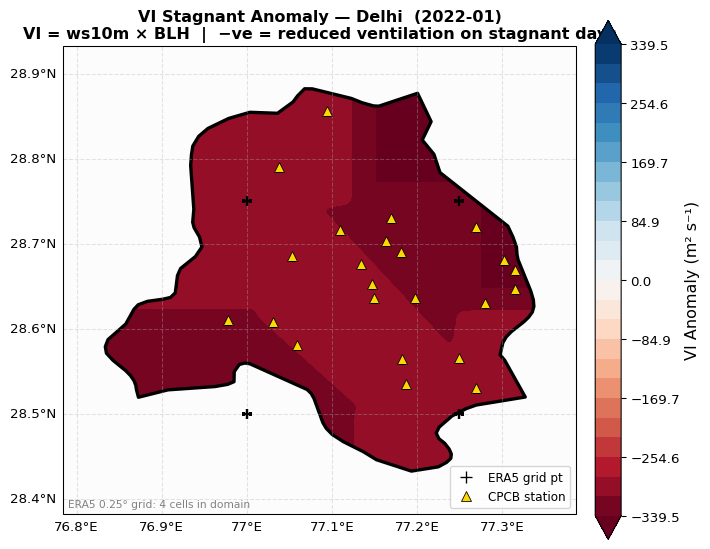 VI Stagnant Anomaly — Delhi  (2022-01)
VI = ws10m × BLH  |  −ve = reduced ventilation on stagnant
28.9°N
28.8°N
28.7°N
28.6°N
28.5°N
28.4°N
76.8°E
76.9°E
77°E
77.1°E
77.2°E
77.3°E
ERA5 0.25° grid: 4 cells in domain
ERA5 grid pt
CPCB station
339.5
254.6
169.7
84.9
0.0
−84.9
−169.7
−254.6
−339.5
VI Anomaly (m² s⁻¹)